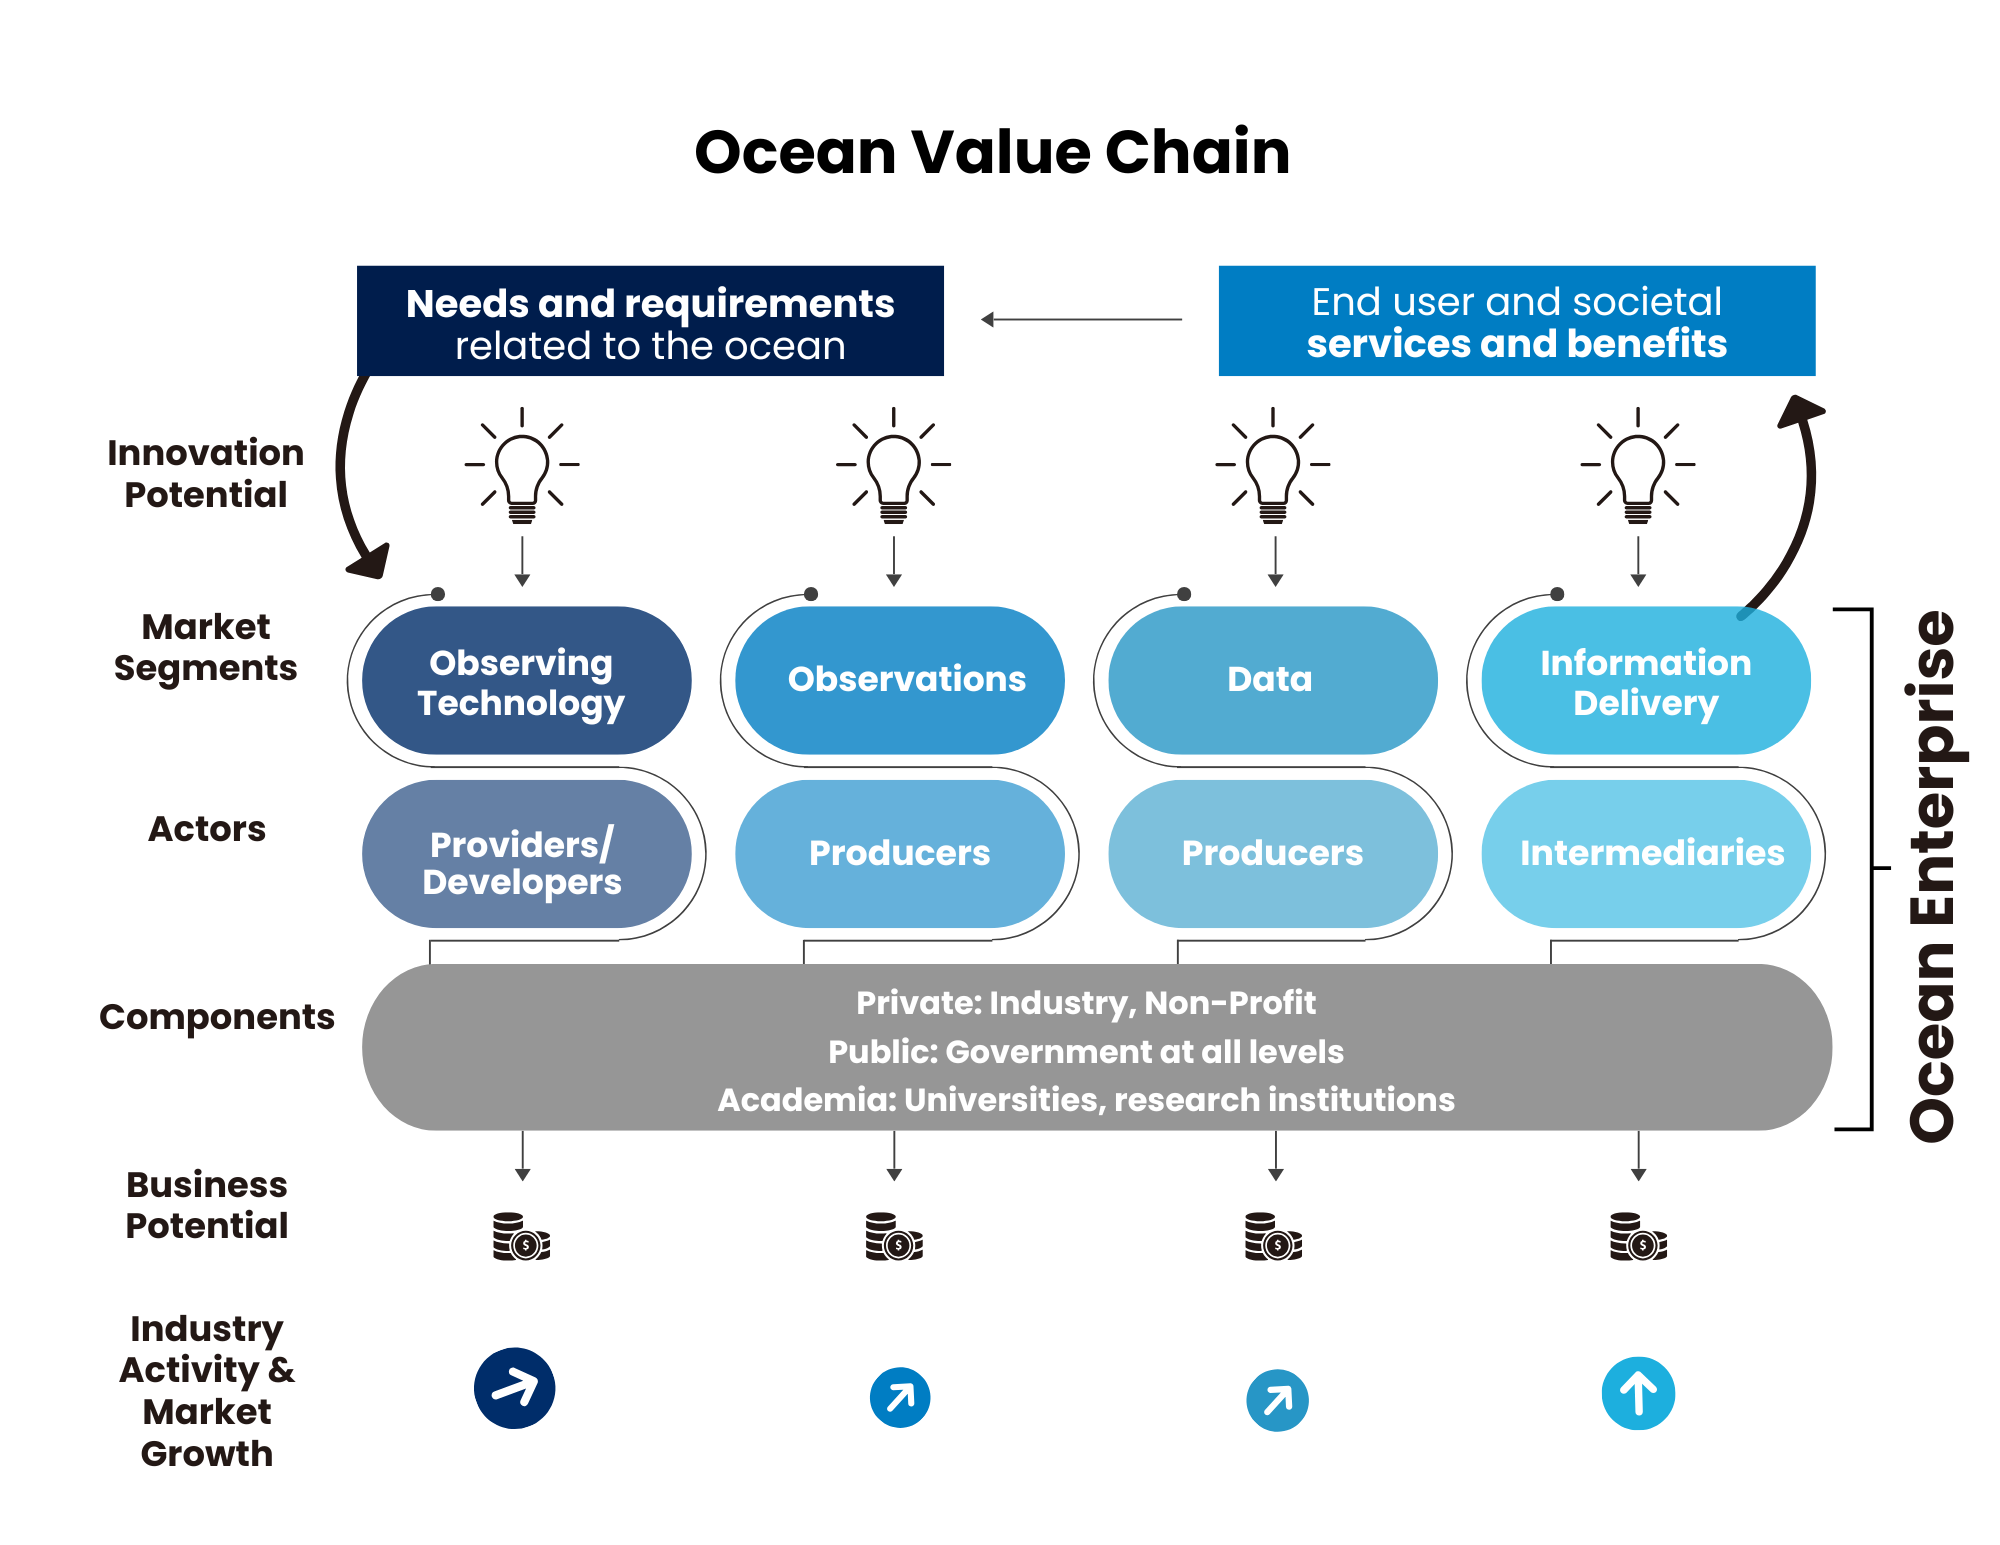 Ocean Value Chain
Needs and requirements
related to the ocean
End user and societal
services and benefits
Innovation
Potential
Market
Segments
Observing
Technology
Observations
Data
Information
Delivery
Actors
Providers/
Developers
Producers
Producers
Intermediaries
Components
Private: Industry, Non-Profit
Public: Government at all levels
Academia: Universities, research institutions
Ocean Enterprise
Business
Potential
$
$
$
$
Industry
Activity &
Market
Growth